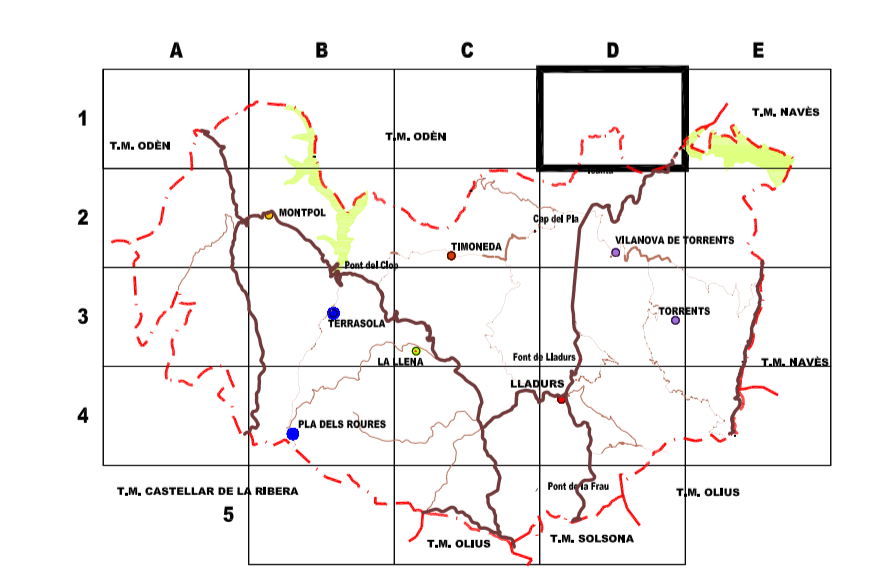 A B C D E
1
T.M. NAVÈS
T.M. ODÈN
T.M. ODÈN
2
MONTPOL
Cap del Pla
VILANOVA DE TORRENTS
TIMONEDA
Pont del Clop
3
TORRENTS
TERRASOLA
Font de Lladurs
LA LLENA
T.M. NAVÈS
LLADURS
4
PLA DELS ROURES
Pont de la Frau
T.M. CASTELLAR DE LA RIBERA
T.M. OLIUS
5
T.M. OLIUS
T.M. SOLSONA